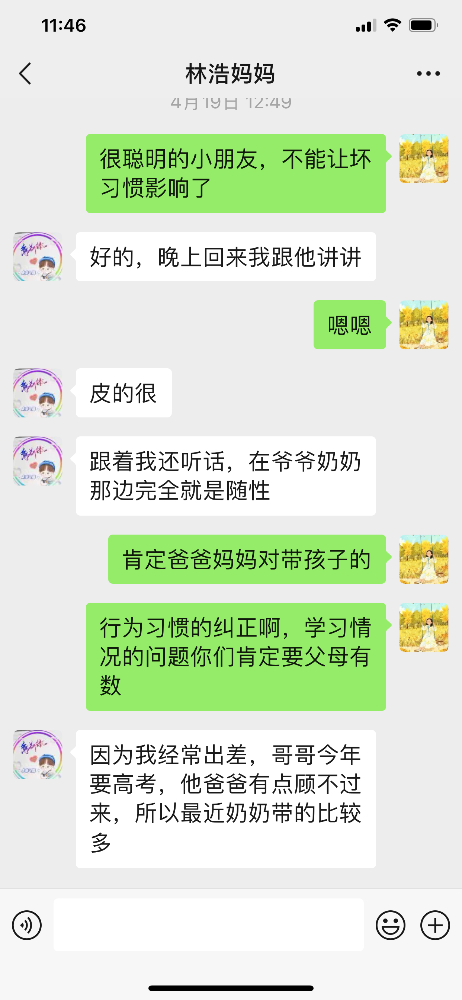 11:46
林浩妈妈
4月19日 12:49
很聪明的小朋友，不能让坏
习惯影响了
好的，晚上回来我跟他讲讲
嗯嗯
皮的很
跟着我还听话，在爷爷奶奶
那边完全就是随性
肯定爸爸妈妈对带孩子的
行为习惯的纠正啊，学习情
况的问题你们肯定要父母有
数
因为我经常出差，哥哥今年
要高考，他爸爸有点顾不过
来，所以最近奶奶带的比较
多